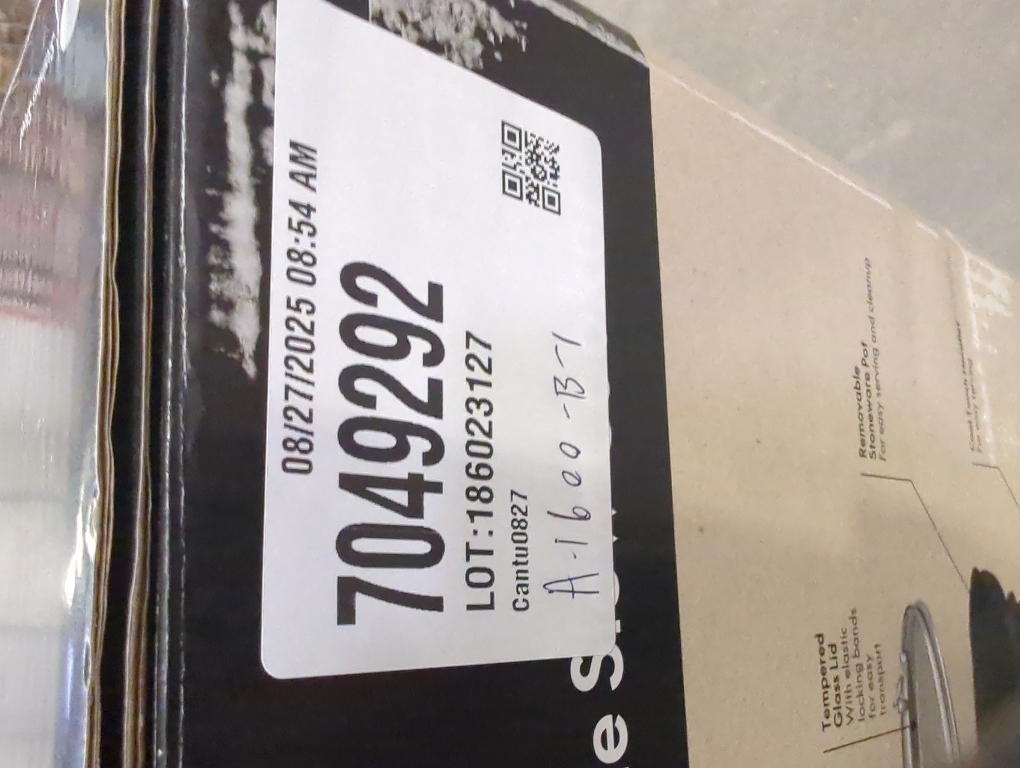 08/27/2025 08:54 AM
7049292
LOT:186023127
Cantu0827
A-1600-B-1
Tempered
Glass Lid
With elastic
locking bands
for easy
transport
Removable
Stoneware Pot
For easy serving and cleanup